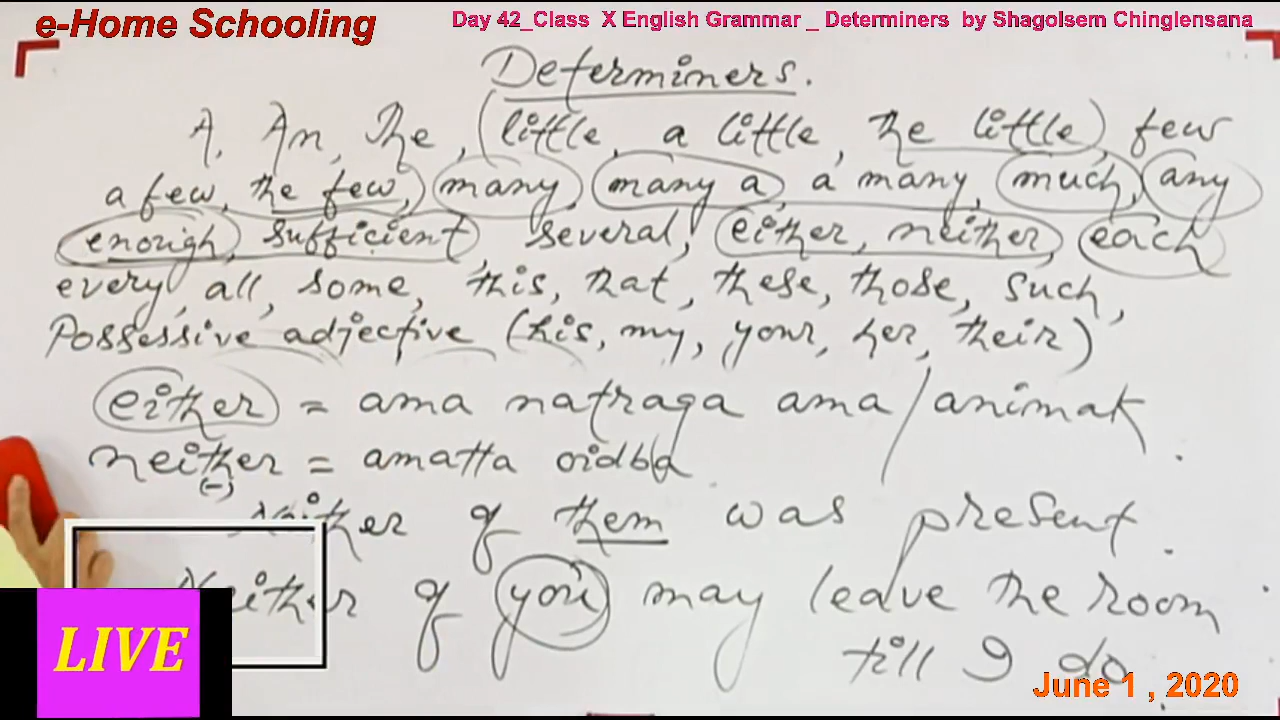 e-Home Schooling
Day 42_Class X English Grammar _ Determiners by Shagolsem Chinglensana
Determiners.
A, An, The, (little, a little, the little) few
a few, the few,) many, many a, a many, much, any
enough, sufficient, several, either, neither, each
every, all, some, this, that, these, those, such,
Possessive adjective (his, my, your, her, their)
either = ama natraga ama / animak
neither = amatta oidba
(-)
Neither of them was present.
Neither of you may leave the room
till I do
LIVE
June 1 , 2020